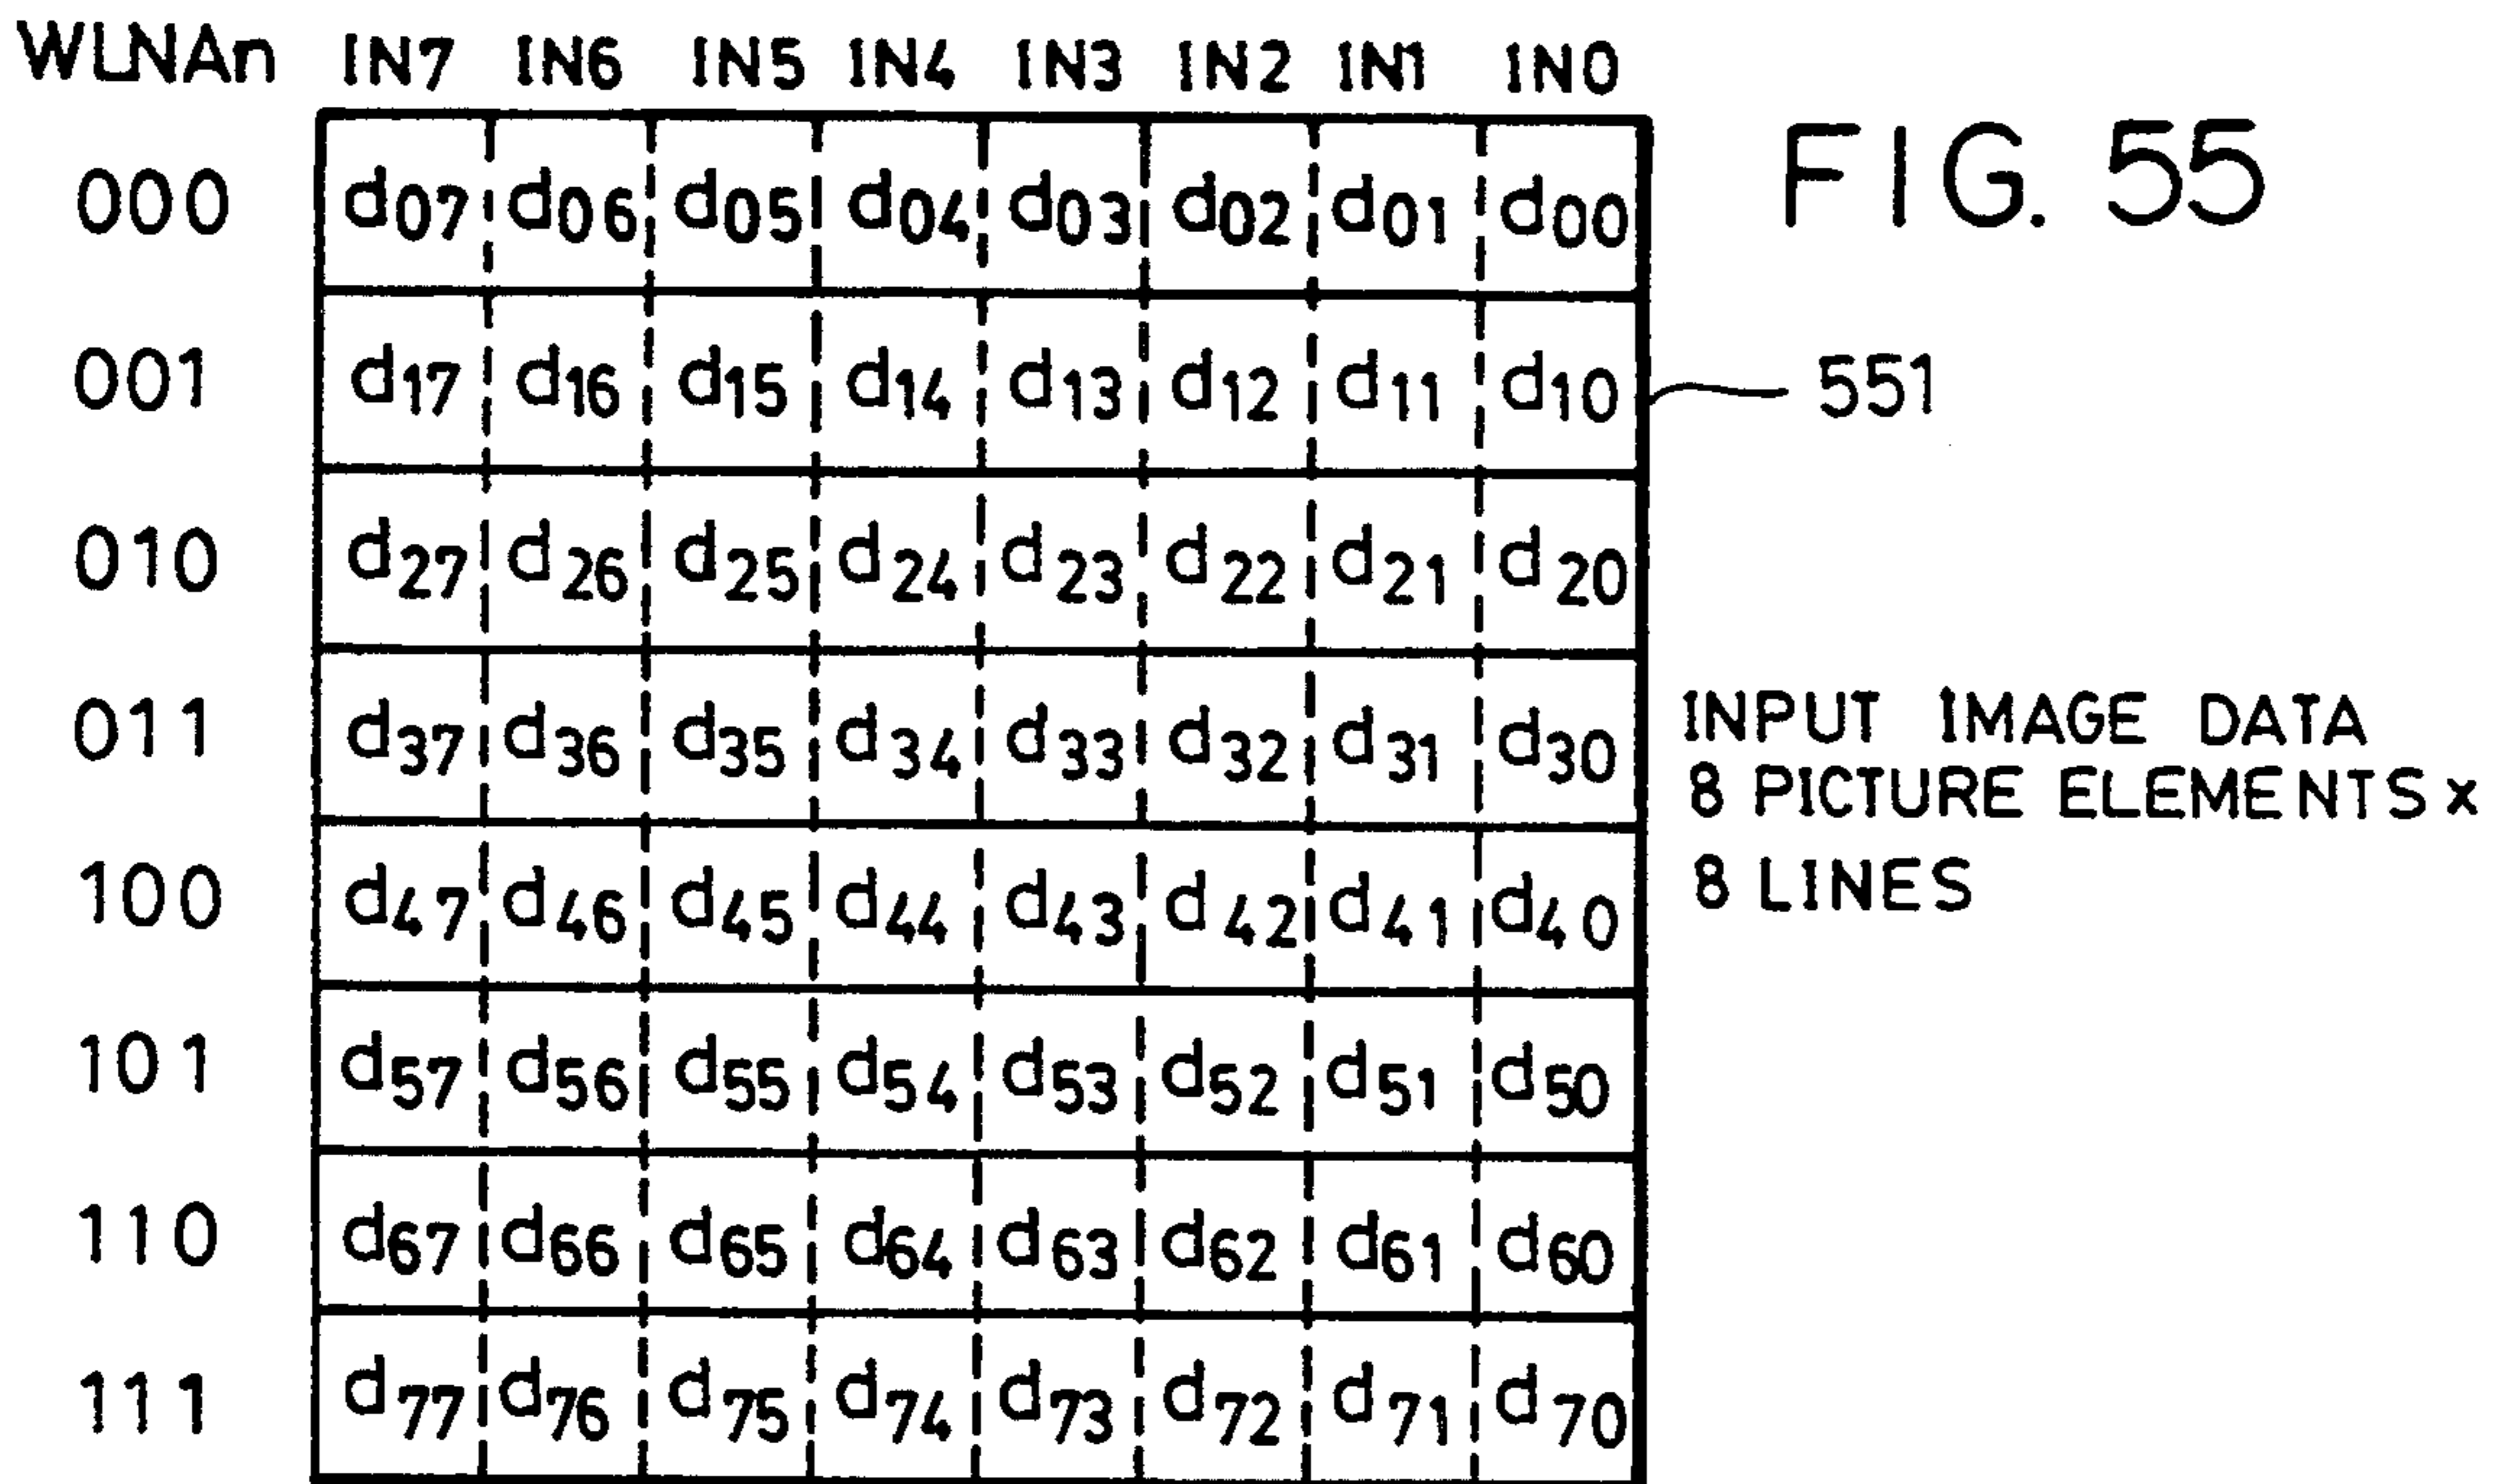 WLNAn IN7 IN6 IN5 IN4 IN3 IN2 IN1 IN0
FIG. 55
000 d07 d06 d05 d04 d03 d02 d01 d00
001 d17 d16 d15 d14 d13 d12 d11 d10
551
010 d27 d26 d25 d24 d23 d22 d21 d20
011 d37 d36 d35 d34 d33 d32 d31 d30
INPUT IMAGE DATA
8 PICTURE ELEMENTS x
8 LINES
100 d47 d46 d45 d44 d43 d42 d41 d40
101 d57 d56 d55 d54 d53 d52 d51 d50
110 d67 d66 d65 d64 d63 d62 d61 d60
111 d77 d76 d75 d74 d73 d72 d71 d70